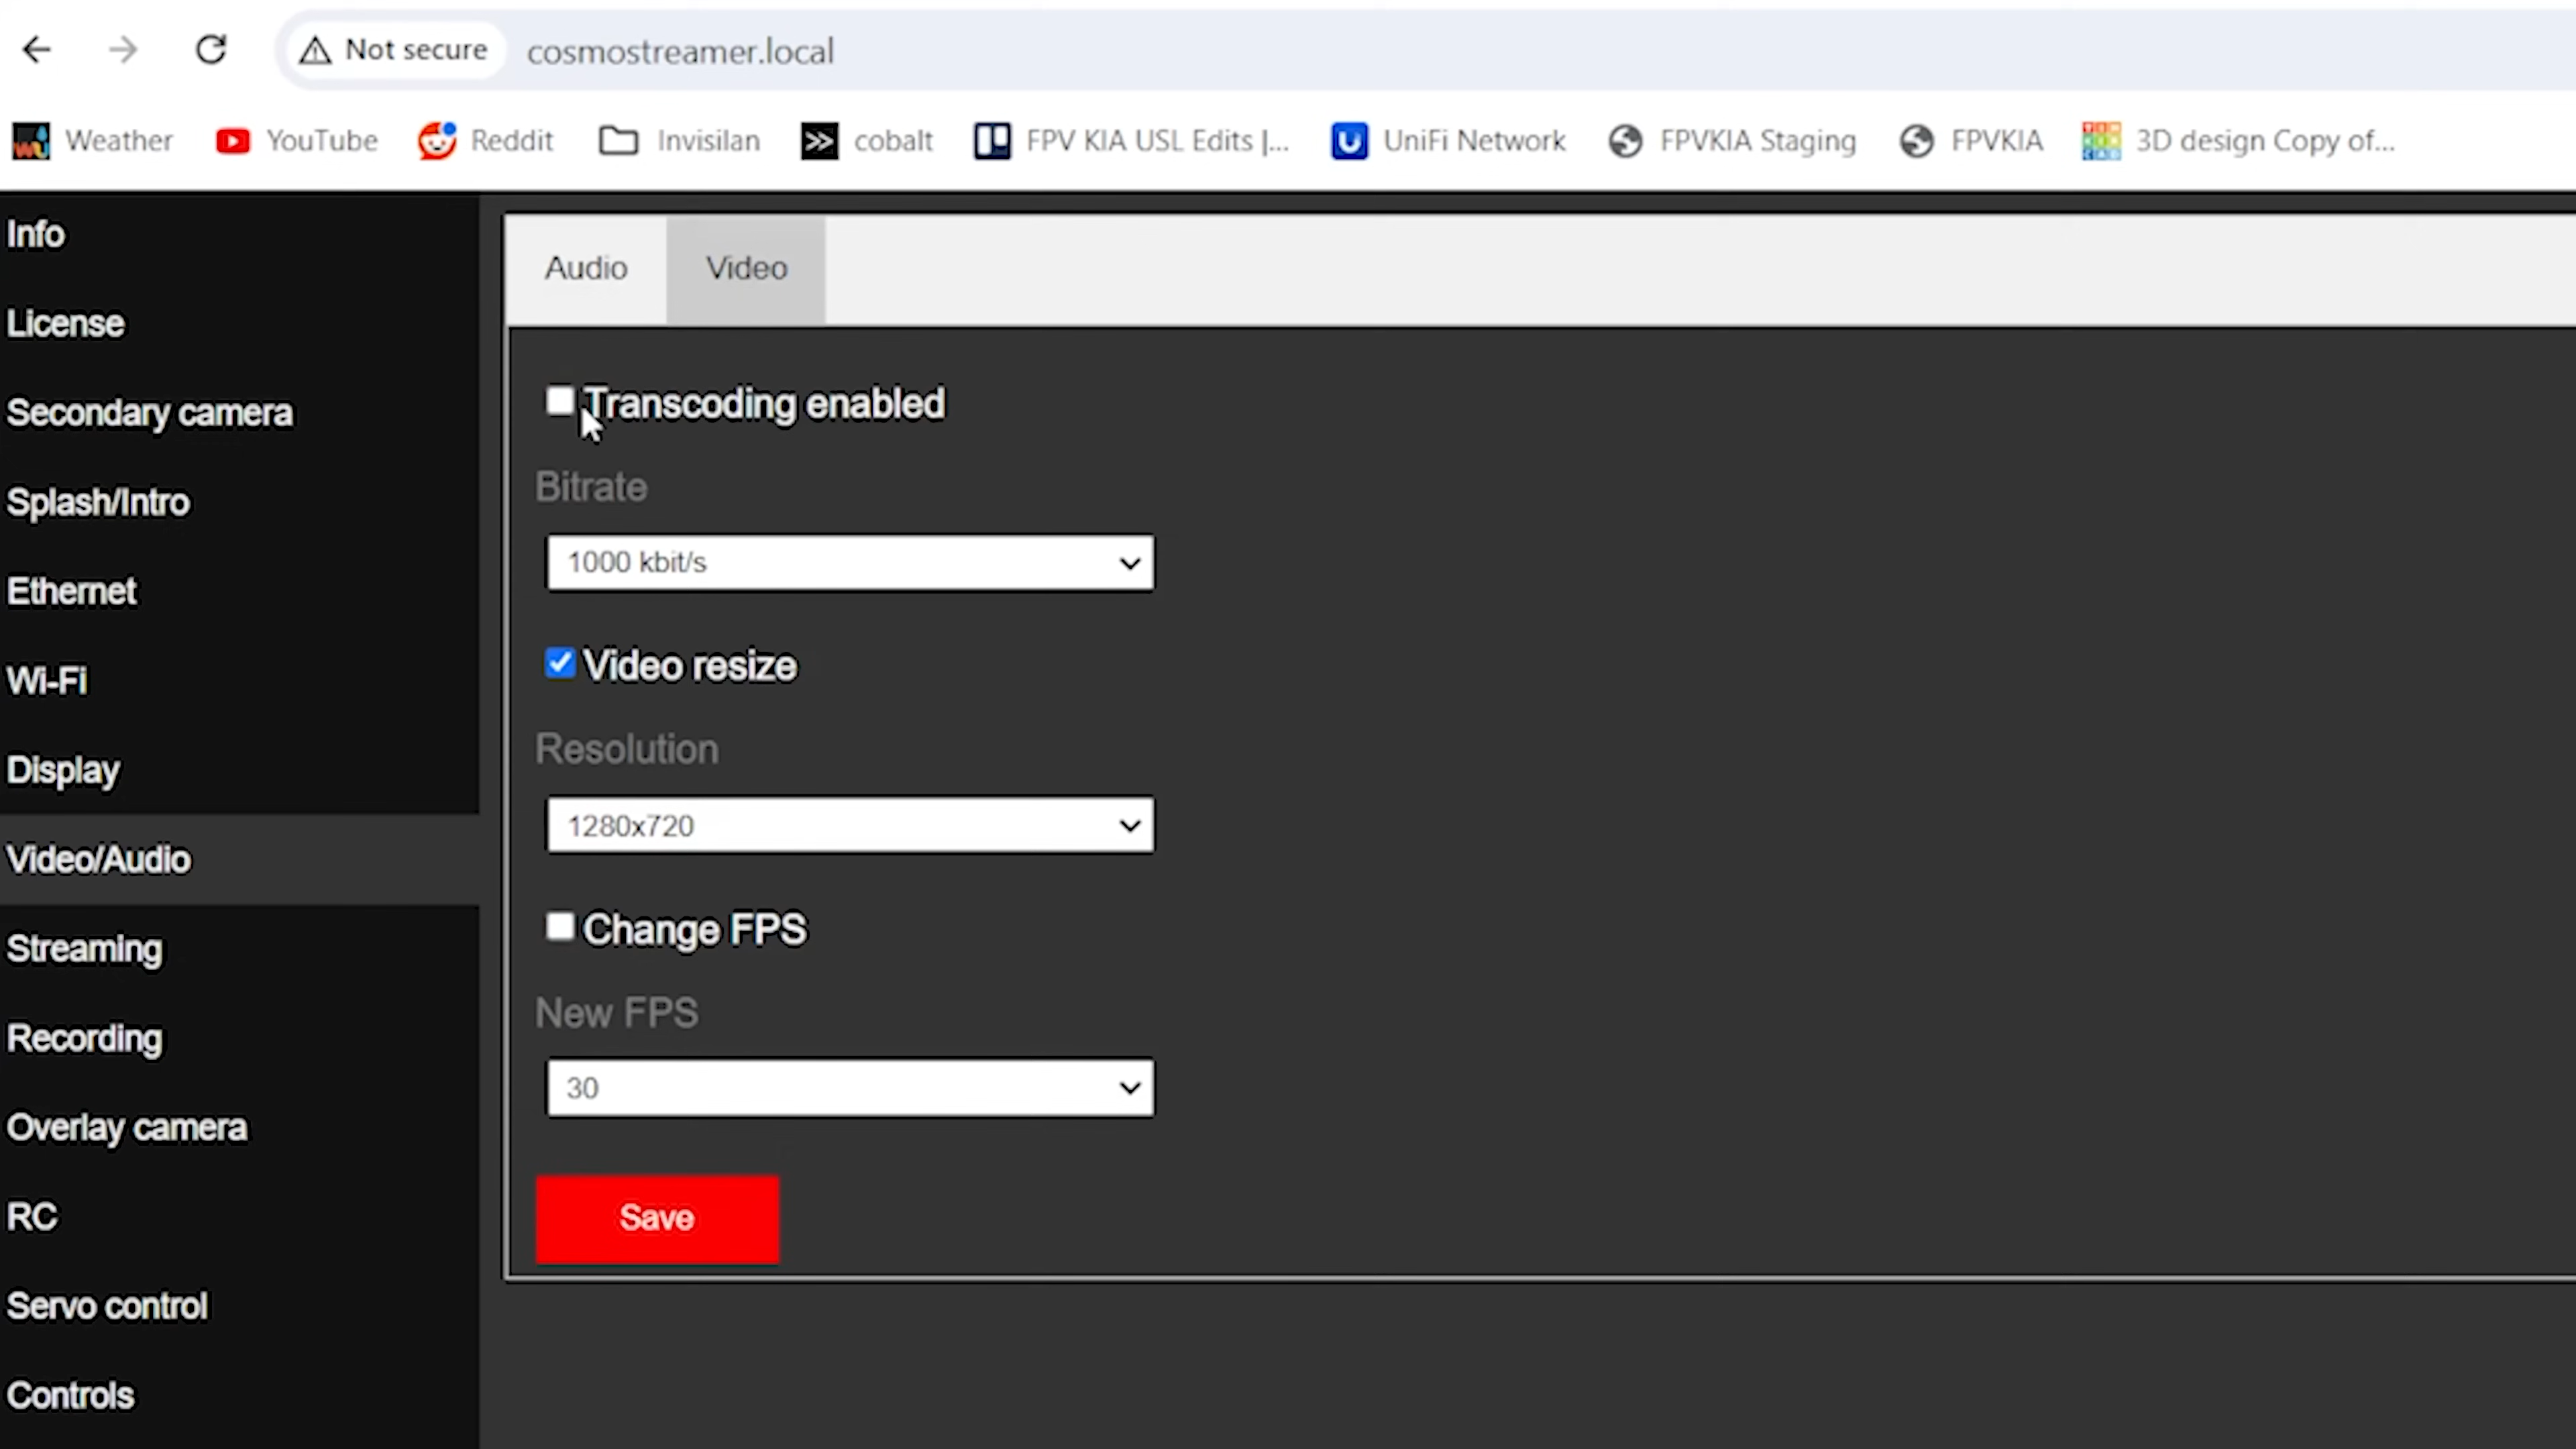 Not secure cosmostreamer.local
Weather YouTube Reddit Invisilan cobalt FPV KIA USL Edits |... UniFi Network FPVKIA Staging FPVKIA 3D design Copy of...
Info
License
Secondary camera
Splash/Intro
Ethernet
Wi-Fi
Display
Video/Audio
Streaming
Recording
Overlay camera
RC
Servo control
Controls
Audio Video
Transcoding enabled
Bitrate
1000 kbit/s
Video resize
Resolution
1280x720
Change FPS
New FPS
30
Save